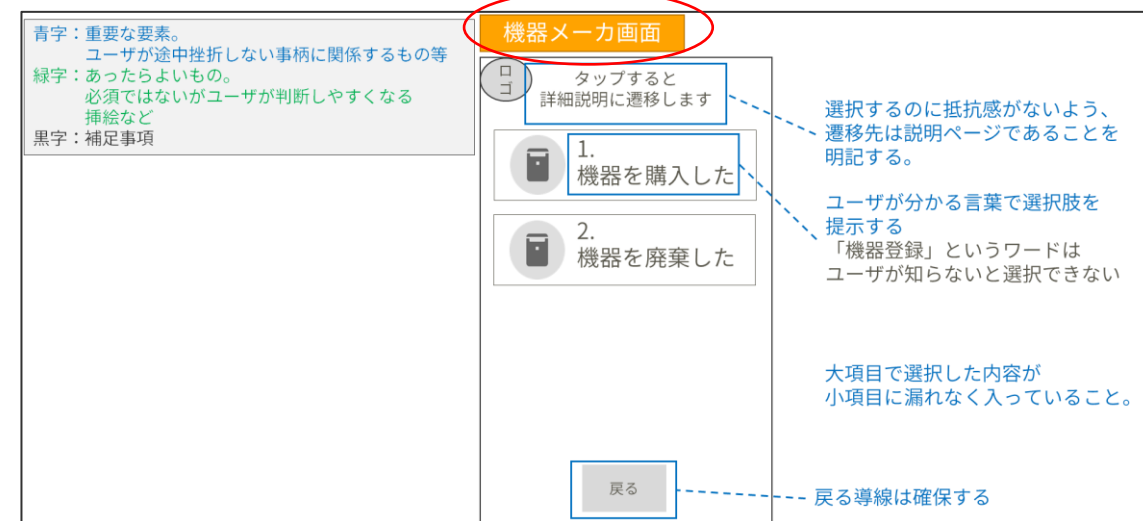 青字：重要な要素。
ユーザが途中挫折しない事柄に関係するもの等
緑字：あったらよいもの。
必須ではないがユーザが判断しやすくなる
挿絵など
黒字：補足事項
機器メーカ画面
ロゴ
タップすると
詳細説明に遷移します
1.
機器を購入した
2.
機器を廃棄した
戻る
選択するのに抵抗感がないよう、
遷移先は説明ページであることを
明記する。
ユーザが分かる言葉で選択肢を
提示する
「機器登録」というワードは
ユーザが知らないと選択できない
大項目で選択した内容が
小項目に漏れなく入っていること。
戻る導線は確保する